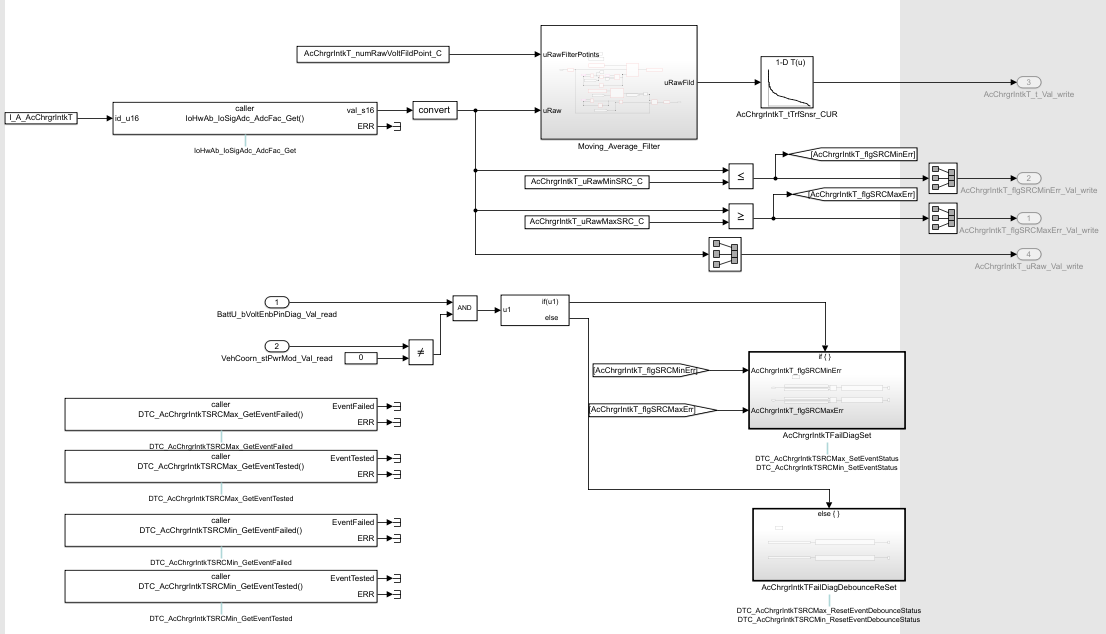 AcChrgrIntkT_numRawVoltFildPoint_C
uRawFilterPotints
uRaw
uRawFild
Moving_Average_Filter
1-D T(u)
AcChrgrIntkT_tTrfSnsr_CUR
3
AcChrgrIntkT_t_Val_write
I_A_AcChrgrIntkT
id_u16
caller
IoHwAb_IoSigAdc_AdcFac_Get()
val_s16
ERR
IoHwAb_IoSigAdc_AdcFac_Get
convert
[AcChrgrIntkT_flgSRCMinErr]
AcChrgrIntkT_uRawMinSRC_C
≤
2
AcChrgrIntkT_flgSRCMinErr_Val_write
[AcChrgrIntkT_flgSRCMaxErr]
AcChrgrIntkT_uRawMaxSRC_C
≥
1
AcChrgrIntkT_flgSRCMaxErr_Val_write
4
AcChrgrIntkT_uRaw_Val_write
1
BattU_bVoltEnbPinDiag_Val_read
AND
u1
if(u1)
else
2
VehCoorn_stPwrMod_Val_read
0
≠
if { }
[AcChrgrIntkT_flgSRCMinErr]
AcChrgrIntkT_flgSRCMinErr
[AcChrgrIntkT_flgSRCMaxErr]
AcChrgrIntkT_flgSRCMaxErr
AcChrgrIntkTFailDiagSet
DTC_AcChrgrIntkTSRCMax_SetEventStatus
DTC_AcChrgrIntkTSRCMin_SetEventStatus
caller
DTC_AcChrgrIntkTSRCMax_GetEventFailed()
EventFailed
ERR
DTC_AcChrgrIntkTSRCMax_GetEventFailed
caller
DTC_AcChrgrIntkTSRCMax_GetEventTested()
EventTested
ERR
DTC_AcChrgrIntkTSRCMax_GetEventTested
caller
DTC_AcChrgrIntkTSRCMin_GetEventFailed()
EventFailed
ERR
DTC_AcChrgrIntkTSRCMin_GetEventFailed
caller
DTC_AcChrgrIntkTSRCMin_GetEventTested()
EventTested
ERR
DTC_AcChrgrIntkTSRCMin_GetEventTested
else { }
AcChrgrIntkTFailDiagDebounceReSet
DTC_AcChrgrIntkTSRCMax_ResetEventDebounceStatus
DTC_AcChrgrIntkTSRCMin_ResetEventDebounceStatus